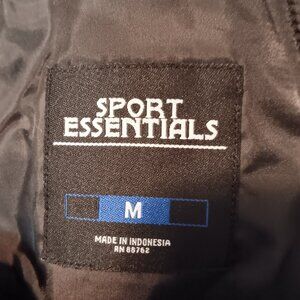 SPORT
ESSENTIALS
M
MADE IN INDONESIA
RN 88762